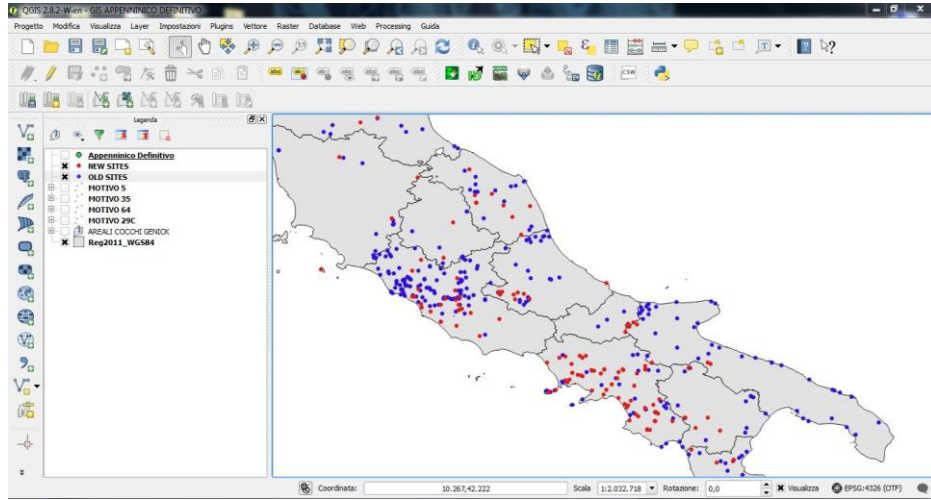 QGIS 2.8.2-Wien - GIS APPENNINICO DEFINITIVO
Progetto Modifica Visualizza Layer Impostazioni Plugins Vettore Raster Database Web Processing Guida
Legenda
Appenninico Definitivo
NEW SITES
OLD SITES
MOTIVO 5
MOTIVO 35
MOTIVO 64
MOTIVO 29C
AREALI COCCHI GENICK
Reg2011_WGS84
Coordinata: 10.267,42.222 Scala 1:2.032.718 Rotazione: 0,0 Visualizza EPSG:4326 (OTF)